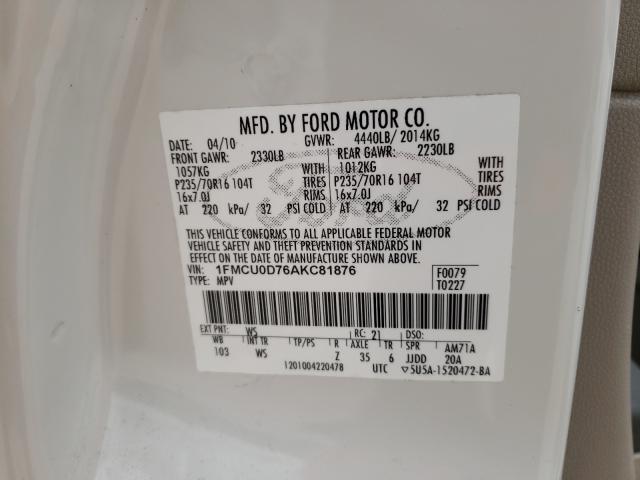 MFD. BY FORD MOTOR CO.
DATE: 04/10 GVWR: 4440LB/ 2014KG
FRONT GAWR: 2330LB REAR GAWR: 2230LB
1057KG WITH 1012KG WITH
P235/70R16 104T TIRES P235/70R16 104T TIRES
16x7.0J RIMS 16x7.0J RIMS
AT 220 kPa/ 32 PSI COLD AT 220 kPa/ 32 PSI COLD
THIS VEHICLE CONFORMS TO ALL APPLICABLE FEDERAL MOTOR
VEHICLE SAFETY AND THEFT PREVENTION STANDARDS IN
EFFECT ON THE DATE OF MANUFACTURE SHOWN ABOVE.
VIN: 1FMCU0D76AKC81876 F0079
TYPE: MPV T0227
EXT PNT: WS RC: 21 DSO:
WB INT TR TP/PS R AXLE TR SPR AM71A
103 WS Z 35 6 JJDD 20A
1201004220478 UTC ▽5U5A-1520472-BA
Ford